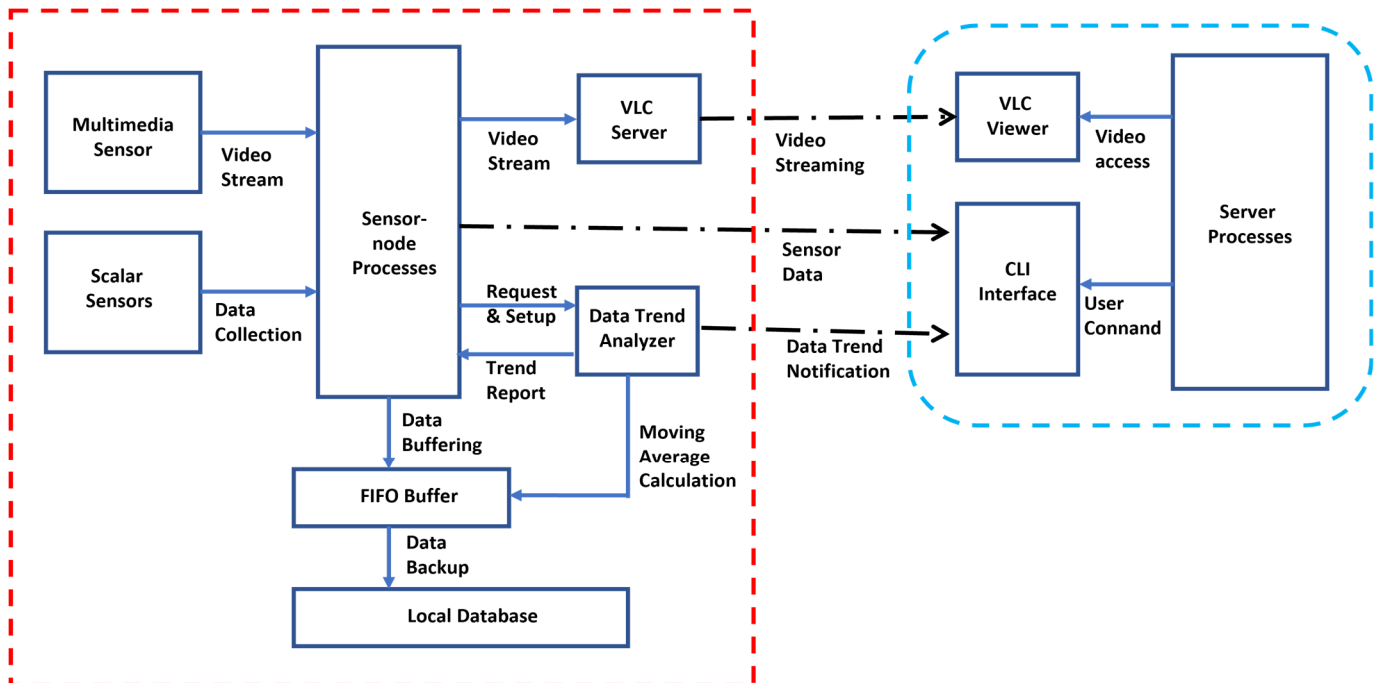 Multimedia
Sensor
Video
Stream
Scalar
Sensors
Data
Collection
Sensor-
node
Processes
Video
Stream
VLC
Server
Request
& Setup
Trend
Report
Data Trend
Analyzer
Data
Buffering
Moving
Average
Calculation
FIFO Buffer
Data
Backup
Local Database
Video
Streaming
Sensor
Data
Data Trend
Notification
VLC
Viewer
Video
access
CLI
Interface
User
Connand
Server
Processes